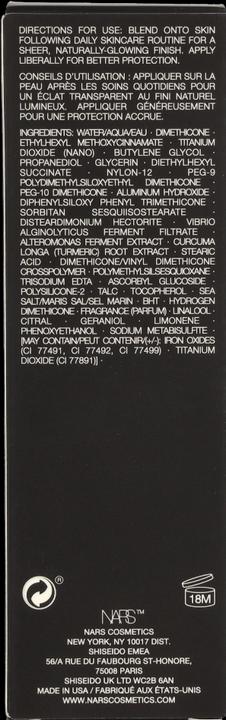 DIRECTIONS FOR USE: BLEND ONTO SKIN
FOLLOWING DAILY SKINCARE ROUTINE FOR A
SHEER, NATURALLY-GLOWING FINISH. APPLY
LIBERALLY FOR BETTER PROTECTION.
CONSEILS D'UTILISATION : APPLIQUER SUR LA
PEAU APRÈS LES SOINS QUOTIDIENS POUR
UN ÉCLAT TRANSPARENT AU FINI NATUREL
LUMINEUX. APPLIQUER GÉNÉREUSEMENT
POUR UNE PROTECTION ACCRUE.
INGREDIENTS: WATER/AQUA/EAU · DIMETHICONE ·
ETHYLHEXYL METHOXYCINNAMATE · TITANIUM
DIOXIDE (NANO) · BUTYLENE GLYCOL ·
PROPANEDIOL · GLYCERIN · DIETHYLHEXYL
SUCCINATE · NYLON-12 · PEG-9
POLYDIMETHYLSILOXYETHYL DIMETHICONE ·
PEG-10 DIMETHICONE · ALUMINUM HYDROXIDE ·
DIPHENYLSILOXY PHENYL TRIMETHICONE ·
SORBITAN SESQUIISOSTEARATE ·
DISTEARDIMONIUM HECTORITE · VIBRIO
ALGINOLYTICUS FERMENT FILTRATE ·
ALTEROMONAS FERMENT EXTRACT · CURCUMA
LONGA (TURMERIC) ROOT EXTRACT · STEARIC
ACID · DIMETHICONE/VINYL DIMETHICONE
CROSSPOLYMER · POLYMETHYLSILSESQUIOXANE ·
TRISODIUM EDTA · ASCORBYL GLUCOSIDE ·
POLYSILICONE-2 · TALC · TOCOPHEROL · SEA
SALT/MARIS SAL/SEL MARIN · BHT · HYDROGEN
DIMETHICONE · FRAGRANCE (PARFUM) · LINALOOL ·
CITRAL · GERANIOL · LIMONENE ·
PHENOXYETHANOL · SODIUM METABISULFITE ·
[MAY CONTAIN/PEUT CONTENIR/(+/-): IRON OXIDES
(CI 77491, CI 77492, CI 77499) · TITANIUM
DIOXIDE (CI 77891)] ·
®
18M
NARS™
NARS COSMETICS
NEW YORK, NY 10017 DIST.
SHISEIDO EMEA
56/A RUE DU FAUBOURG ST-HONORE,
75008 PARIS
SHISEIDO UK LTD WC2B 6AN
MADE IN USA / FABRIQUÉ AUX ÉTATS-UNIS
WWW.NARSCOSMETICS.COM